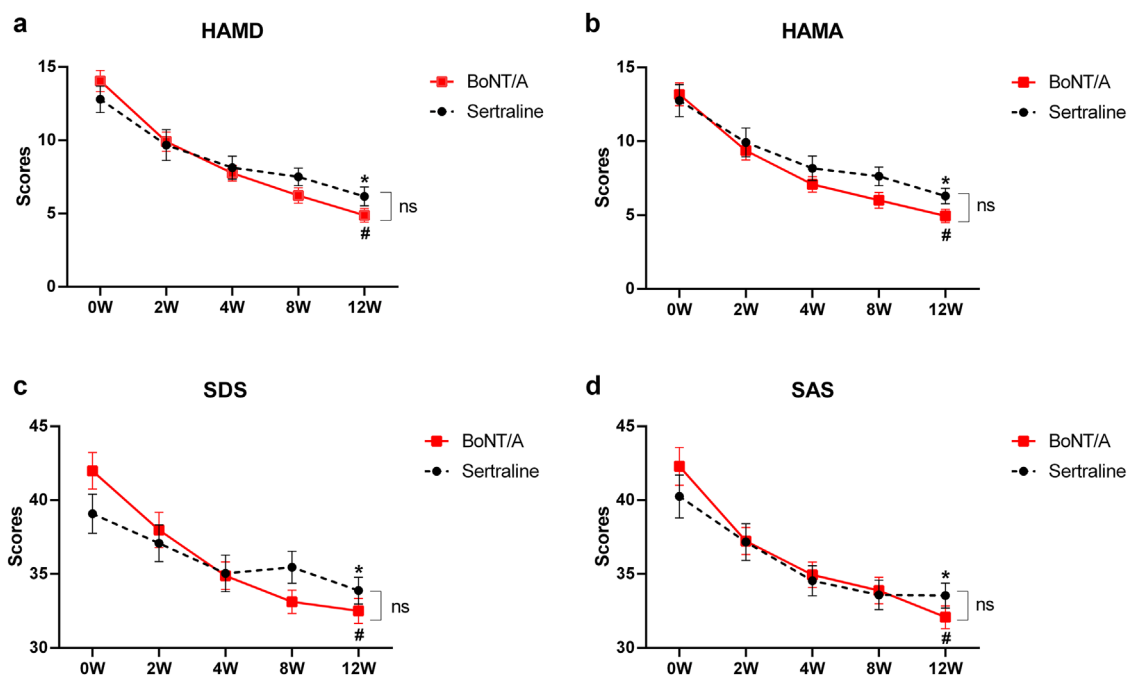 a
HAMD
15
10
5
0
Scores
0W 2W 4W 8W 12W
BoNT/A
Sertraline
*
ns
#
b
HAMA
15
10
5
0
Scores
0W 2W 4W 8W 12W
BoNT/A
Sertraline
*
ns
#
c
SDS
45
40
35
30
Scores
0W 2W 4W 8W 12W
BoNT/A
Sertraline
*
ns
#
d
SAS
45
40
35
30
Scores
0W 2W 4W 8W 12W
BoNT/A
Sertraline
*
ns
#